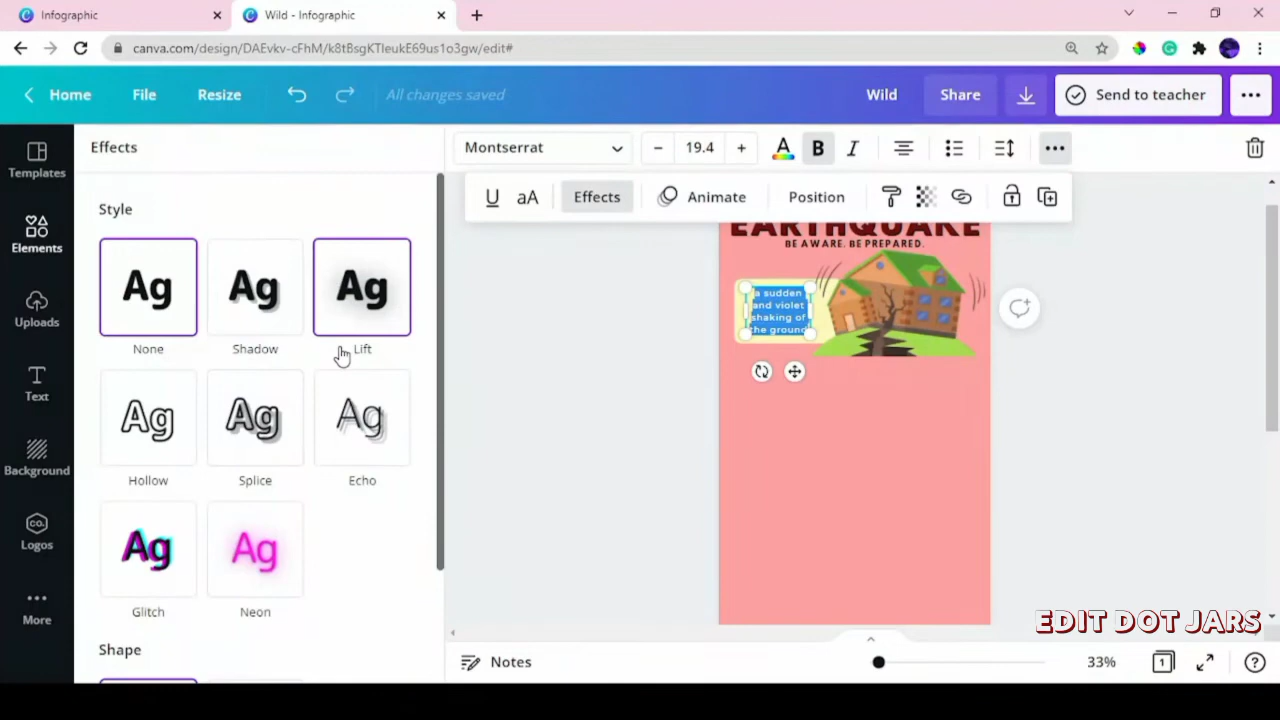 Infographic
Wild - Infographic
canva.com/design/DAEvkv-cFhM/k8tBsgKTIeukE69us1o3gw/edit#
Home File Resize All changes saved Wild Share Send to teacher
Templates
Elements
Uploads
Text
Background
CO.
Logos
More
Effects
Style
Ag Ag Ag
None Shadow Lift
Ag Ag Ag
Hollow Splice Echo
Ag Ag
Glitch Neon
Shape
Montserrat 19.4 A B I
U aA Effects Animate Position
EARTHQUAKE
BE AWARE. BE PREPARED.
a sudden
and violet
shaking of
the ground
EDIT DOT JARS
Notes 33% 1 ?